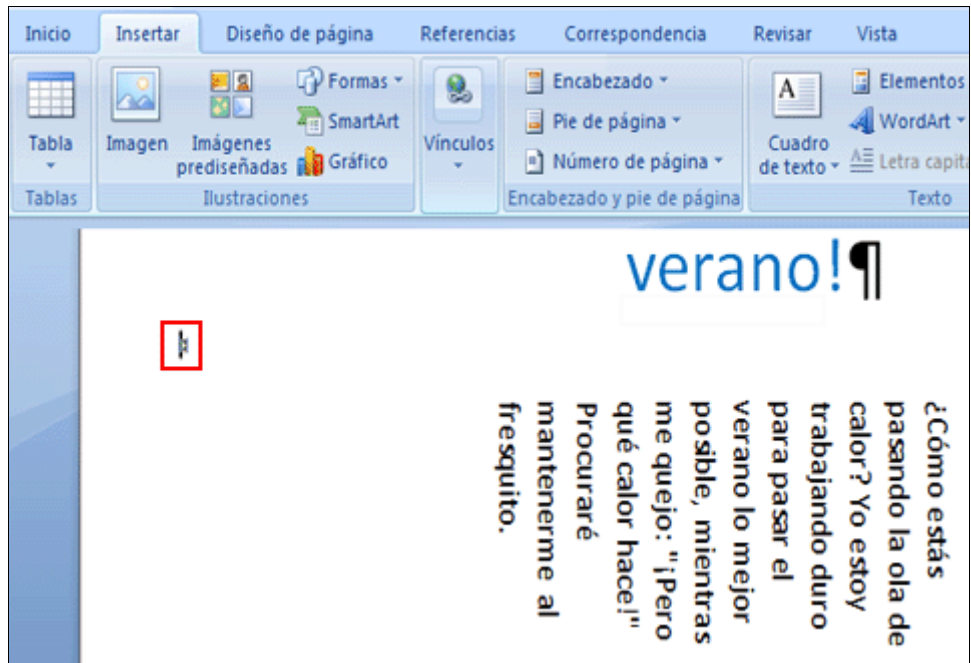 Inicio Insertar Diseño de página Referencias Correspondencia Revisar Vista
Tabla
Tablas
Imagen
Imágenes
prediseñadas
Formas
SmartArt
Gráfico
Ilustraciones
Vínculos
Encabezado
Pie de página
Número de página
Encabezado y pie de página
A
Cuadro
de texto
Elementos
WordArt
Letra capita
Texto
verano!¶
¿Cómo estás
pasando la ola de
calor? Yo estoy
trabajando duro
para pasar el
verano lo mejor
posible, mientras
me quejo: "¡Pero
qué calor hace!"
Procuraré
mantenerme al
fresquito.